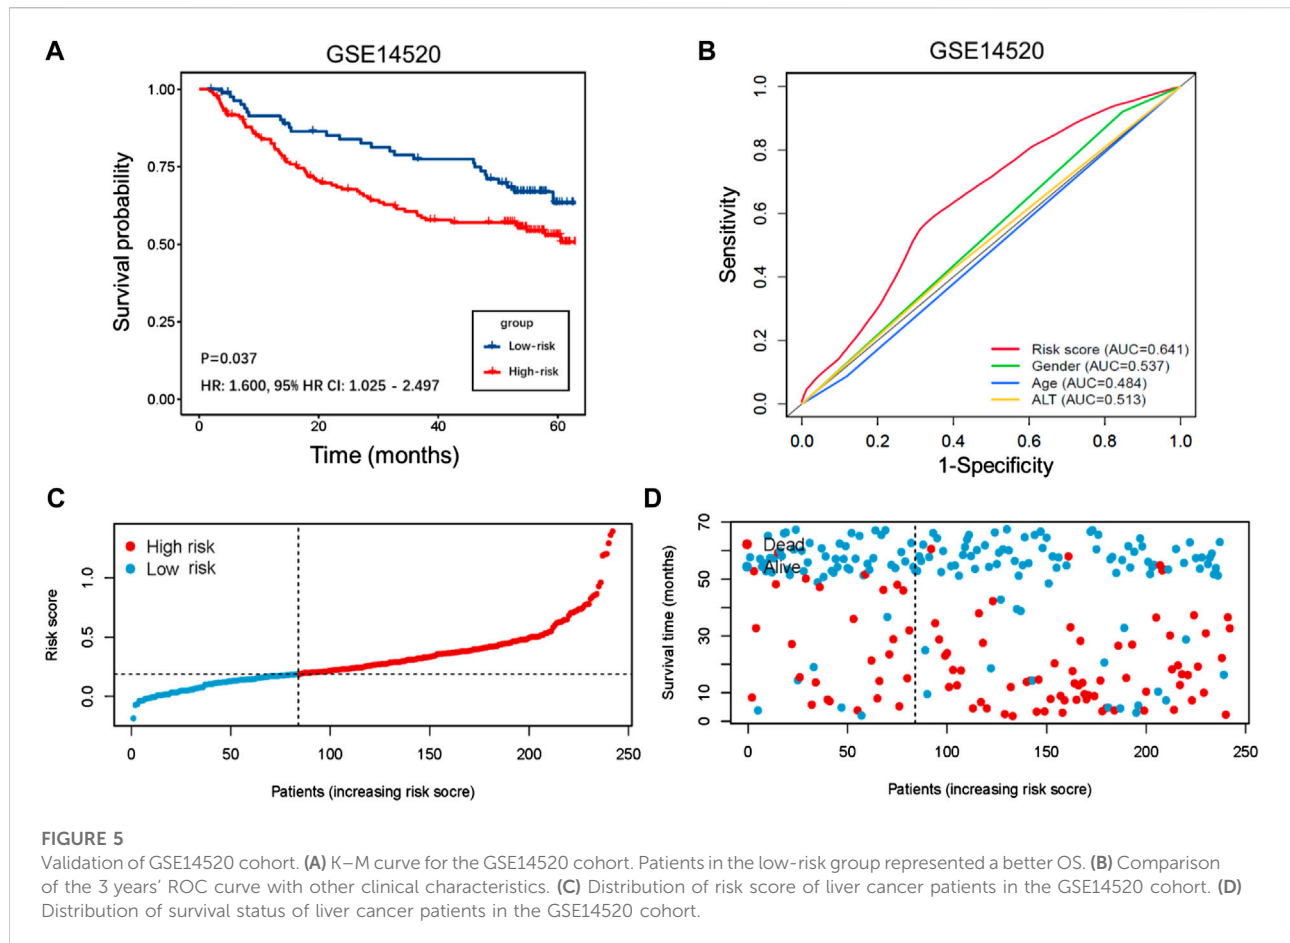 A
GSE14520
Survival probability
1.00
0.75
0.50
0.25
0.00
group
Low-risk
High-risk
P=0.037
HR: 1.600, 95% HR CI: 1.025 - 2.497
0 20 40 60
Time (months)
B
GSE14520
Sensitivity
1.0
0.8
0.6
0.4
0.2
0.0
Risk score (AUC=0.641)
Gender (AUC=0.537)
Age (AUC=0.484)
ALT (AUC=0.513)
0.0 0.2 0.4 0.6 0.8 1.0
1-Specificity
C
Risk score
1.0
0.5
0.0
High risk
Low risk
0 50 100 150 200 250
Patients (increasing risk socre)
D
Survival time (months)
70
50
30
10
0
Dead
Alive
0 50 100 150 200 250
Patients (increasing risk socre)
FIGURE 5
Validation of GSE14520 cohort. (A) K–M curve for the GSE14520 cohort. Patients in the low-risk group represented a better OS. (B) Comparison
of the 3 years’ ROC curve with other clinical characteristics. (C) Distribution of risk score of liver cancer patients in the GSE14520 cohort. (D)
Distribution of survival status of liver cancer patients in the GSE14520 cohort.